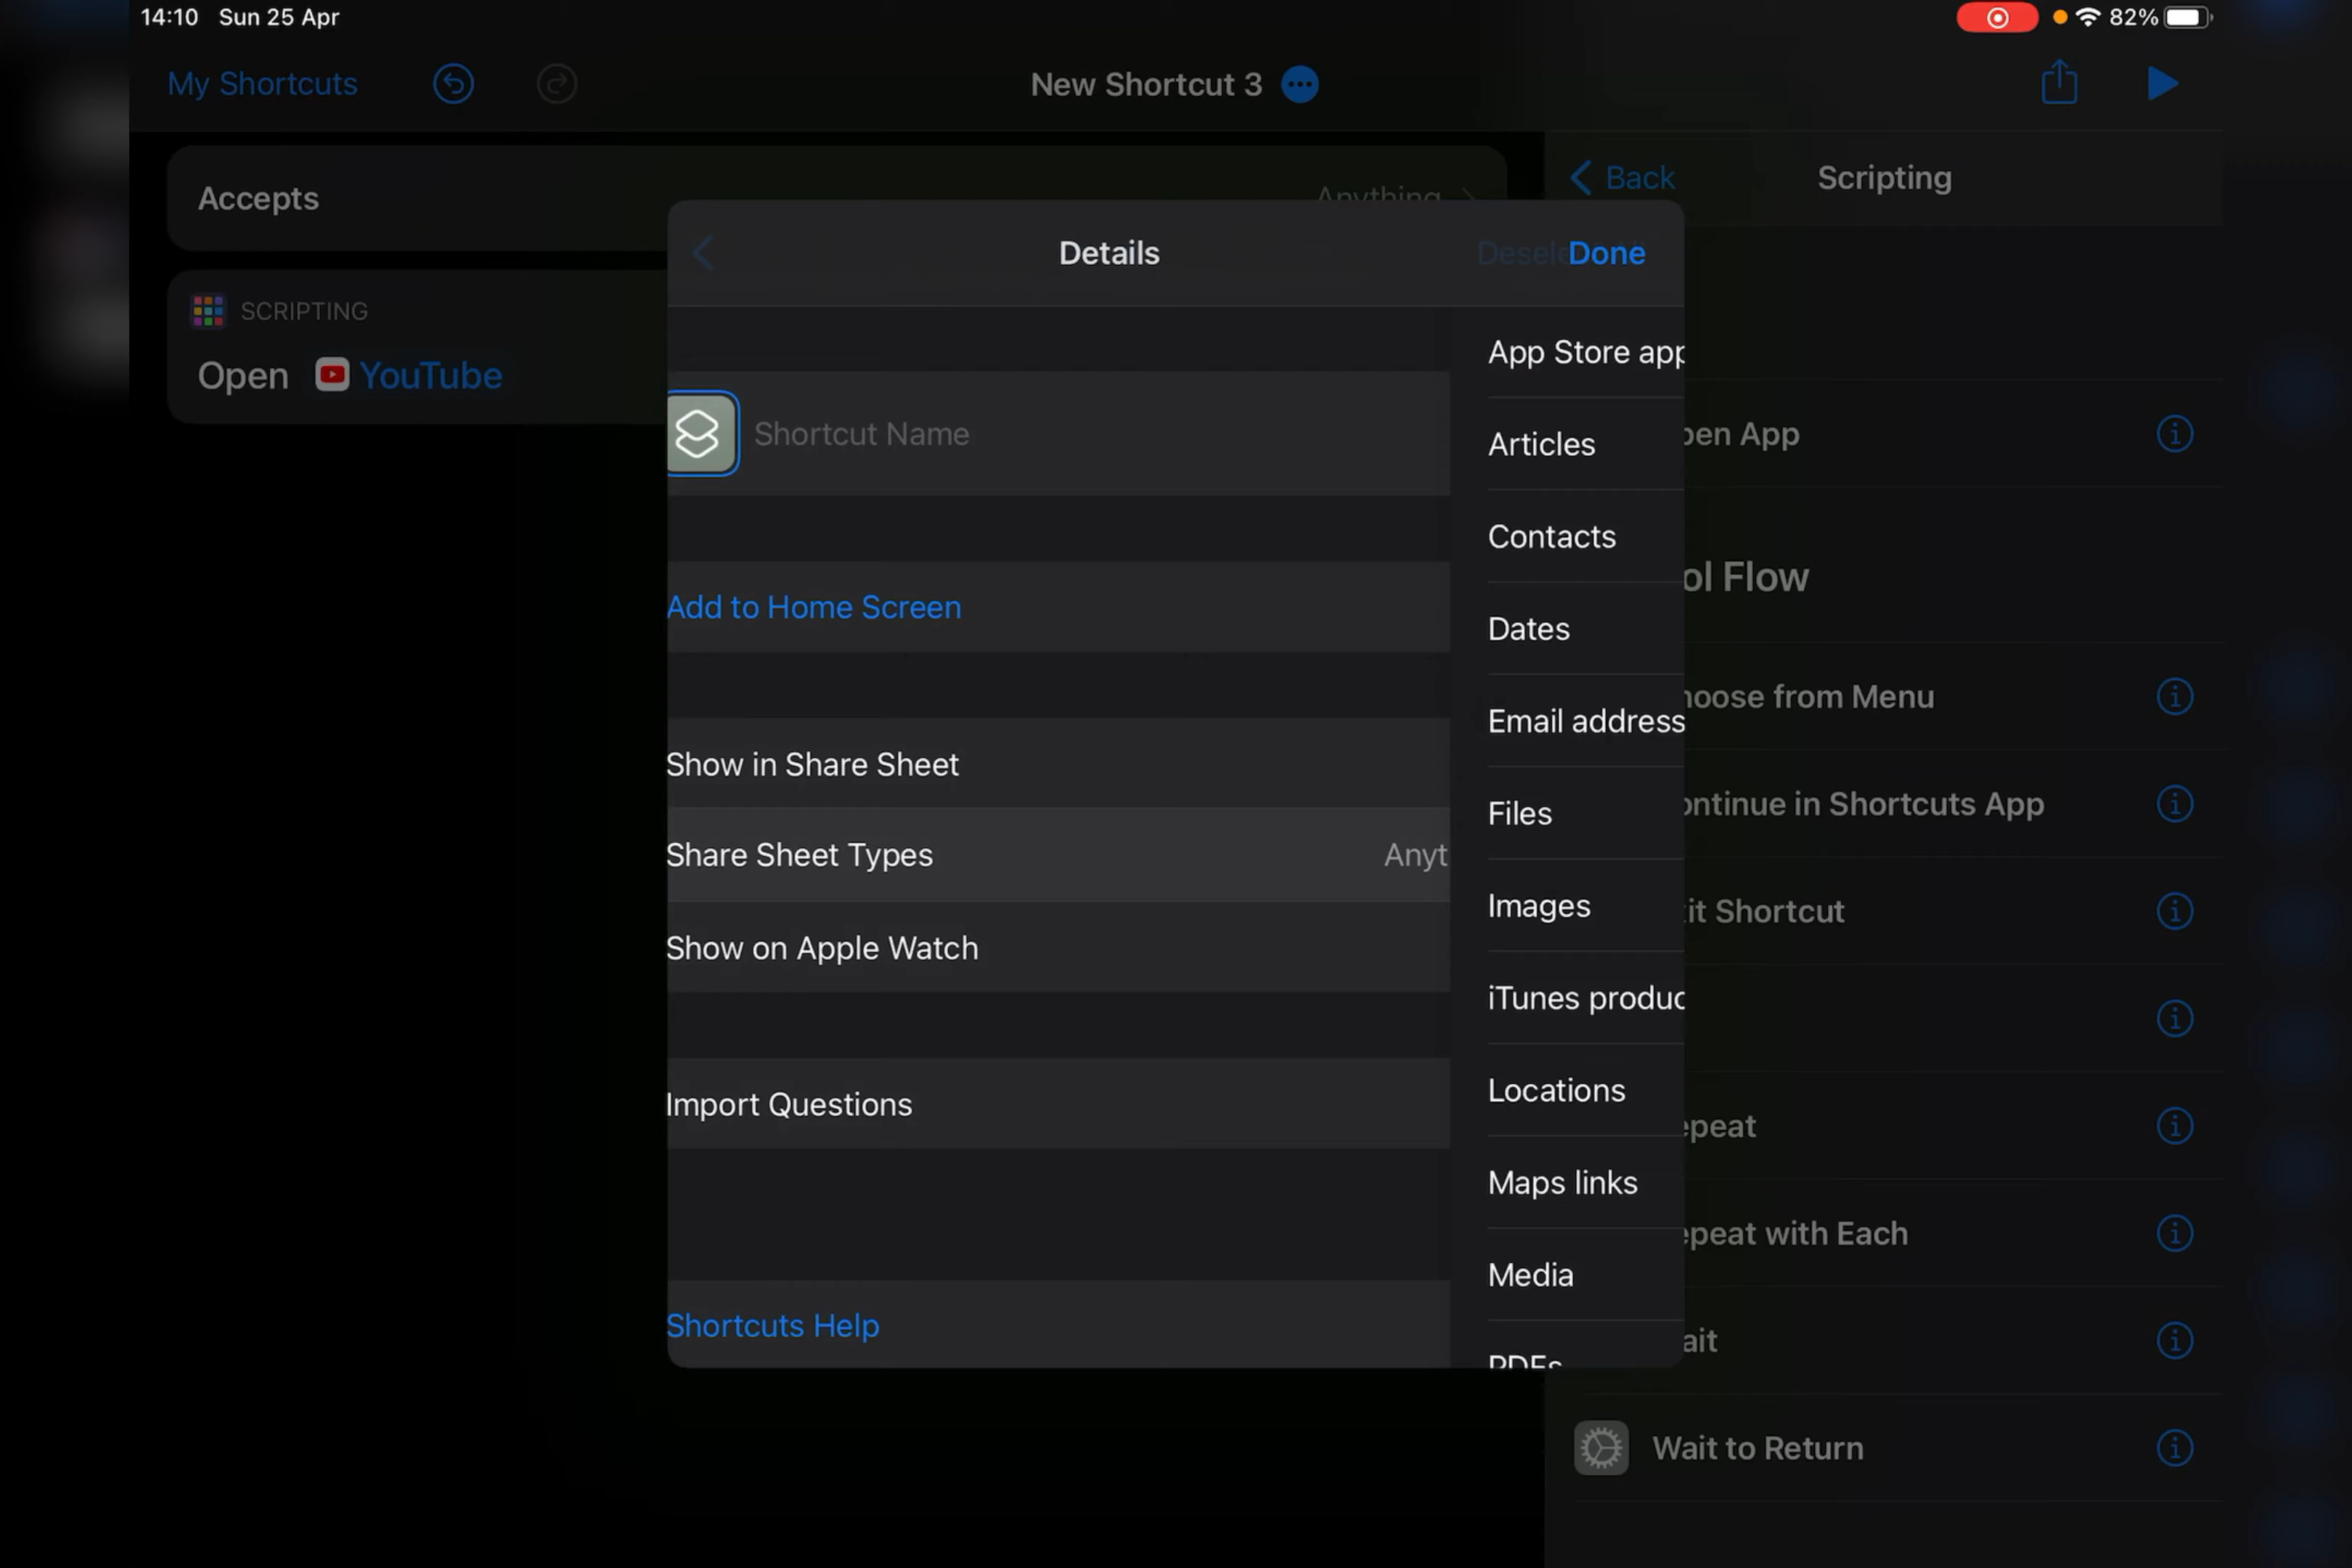 14:10 Sun 25 Apr
82%
My Shortcuts
New Shortcut 3
Accepts
Anything
SCRIPTING
Open YouTube
Details
Desele
Done
Shortcut Name
Add to Home Screen
Show in Share Sheet
Share Sheet Types
Anyt
Show on Apple Watch
Import Questions
Shortcuts Help
App Store app
Articles
Contacts
Dates
Email address
Files
Images
iTunes produc
Locations
Maps links
Media
PDFs
Back
Scripting
pen App
ol Flow
hoose from Menu
ontinue in Shortcuts App
it Shortcut
epeat
epeat with Each
ait
Wait to Return